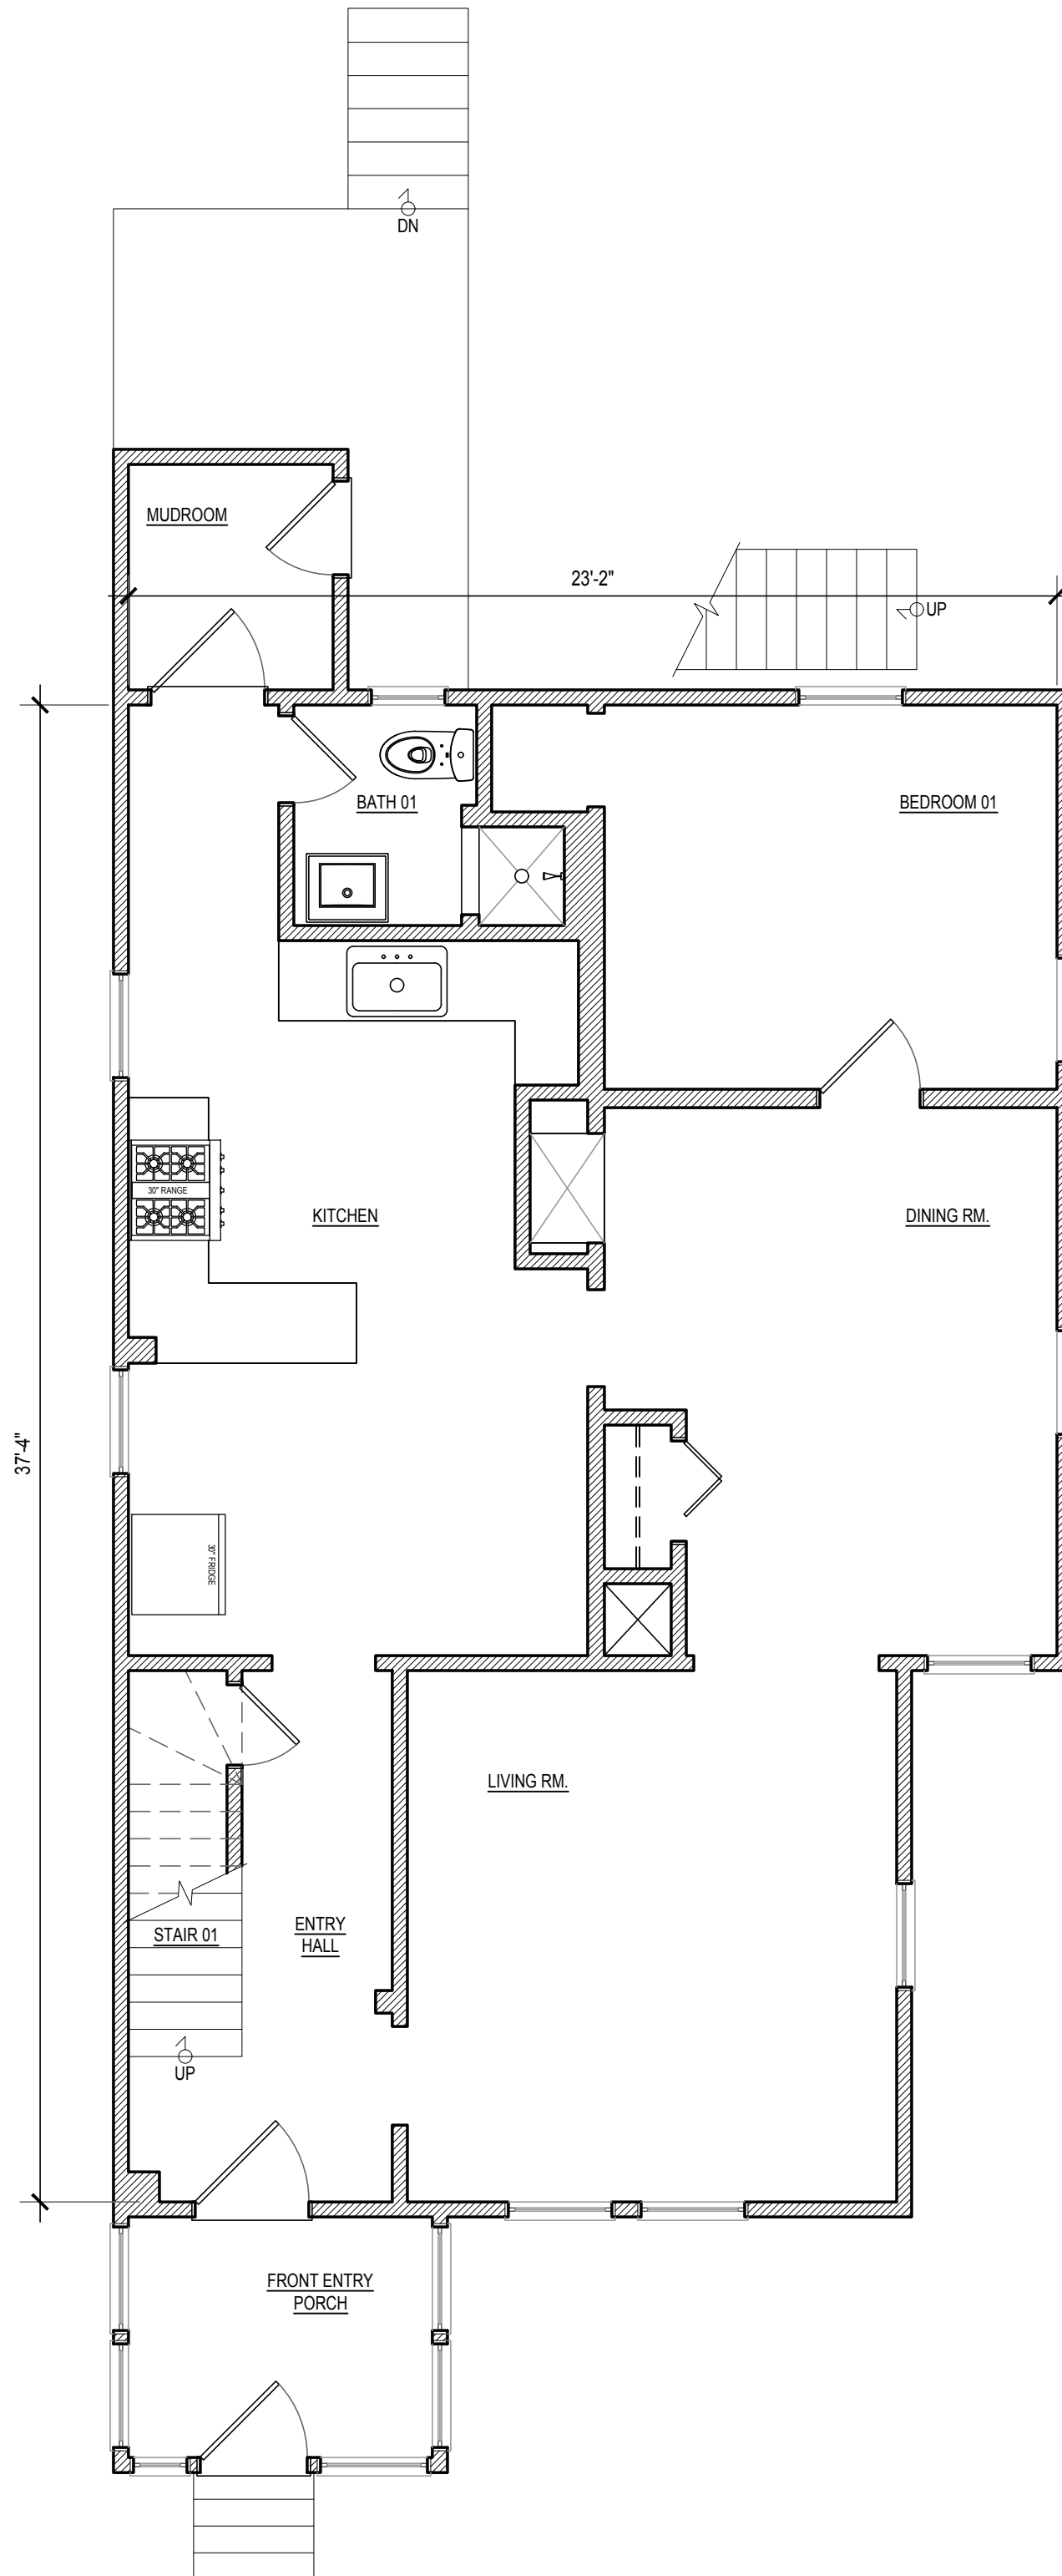 DN
MUDROOM
23'-2"
UP
BATH 01
BEDROOM 01
30" RANGE
KITCHEN
DINING RM.
37'-4"
30" FRIDGE
LIVING RM.
ENTRY
HALL
STAIR 01
UP
FRONT ENTRY
PORCH